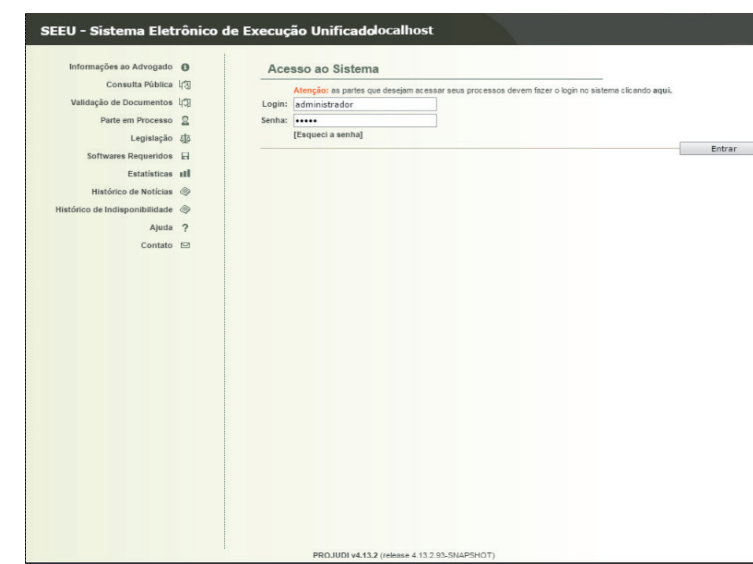 SEEU - Sistema Eletrônico de Execução Unificadolocalhost
Informações ao Advogado
Consulta Pública
Validação de Documentos
Parte em Processo
Legislação
Softwares Requeridos
Estatísticas
Histórico de Notícias
Histórico de Indisponibilidade
Ajuda
Contato
Acesso ao Sistema
Atenção: as partes que desejam acessar seus processos devem fazer o login no sistema clicando aqui.
Login: administrador
Senha: •••••
[Esqueci a senha]
Entrar
PROJUDI v4.13.2 (release 4.13.2.93-SNAPSHOT)